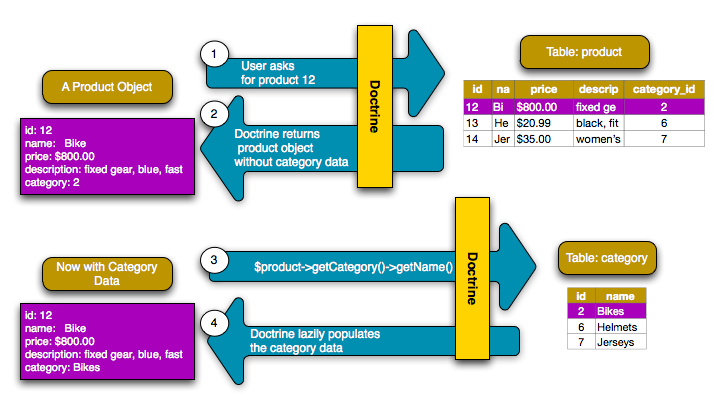 1
User asks
for product 12
Doctrine
Table: product
A Product Object
id na price descrip category_id
12 Bi $800.00 fixed ge 2
13 He $20.99 black, fit 6
14 Jer $35.00 women's 7
2
Doctrine returns
product object
without category data
id: 12
name: Bike
price: $800.00
description: fixed gear, blue, fast
category: 2
3
$product->getCategory()->getName()
Doctrine
Table: category
Now with Category
Data
id name
2 Bikes
6 Helmets
7 Jerseys
4
Doctrine lazily populates
the category data
id: 12
name: Bike
price: $800.00
description: fixed gear, blue, fast
category: Bikes